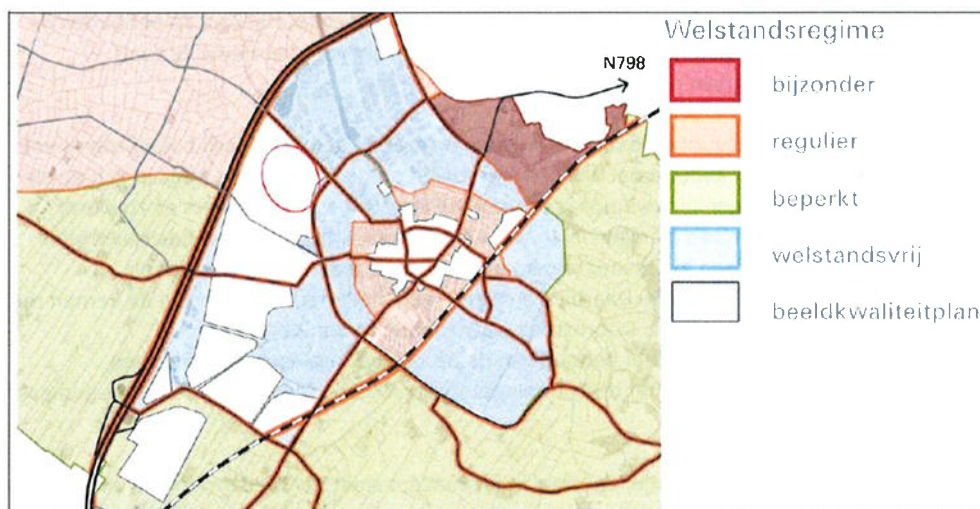 Welstandsregime
N798
bijzonder
regulier
beperkt
welstandsvrij
beeldkwaliteitplan